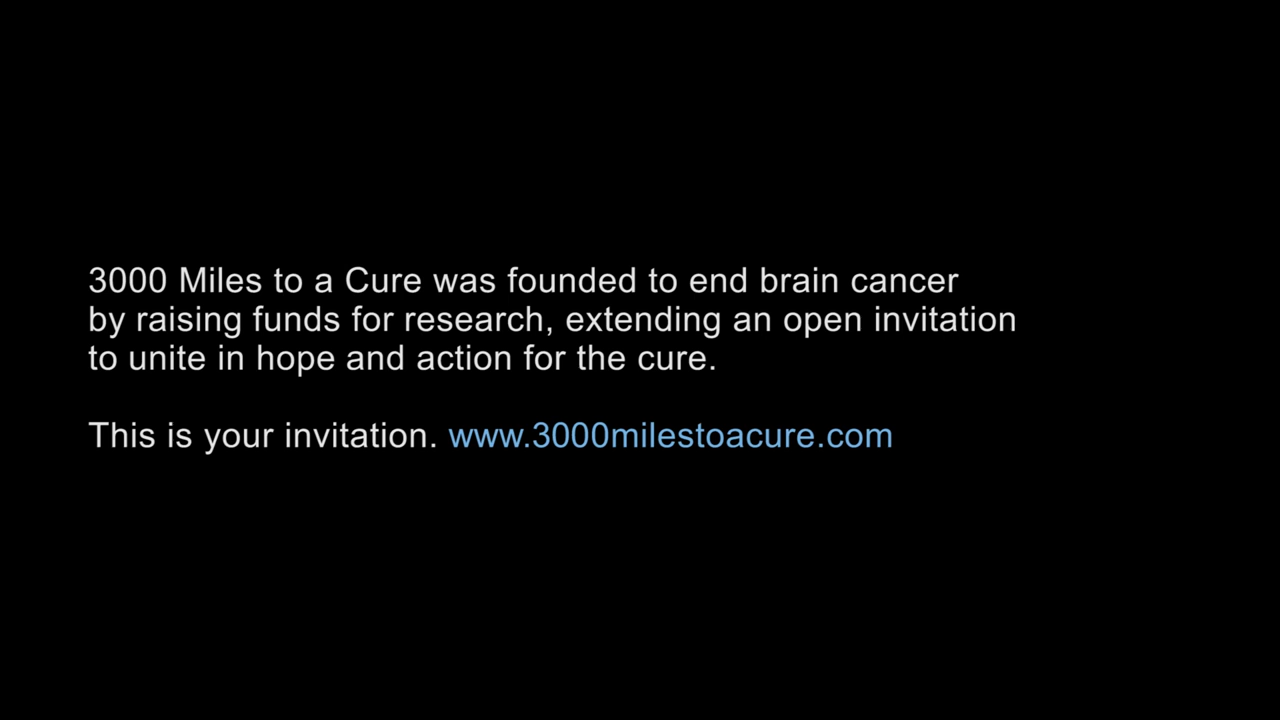 3000 Miles to a Cure was founded to end brain cancer
by raising funds for research, extending an open invitation
to unite in hope and action for the cure.
This is your invitation. www.3000milestoacure.com